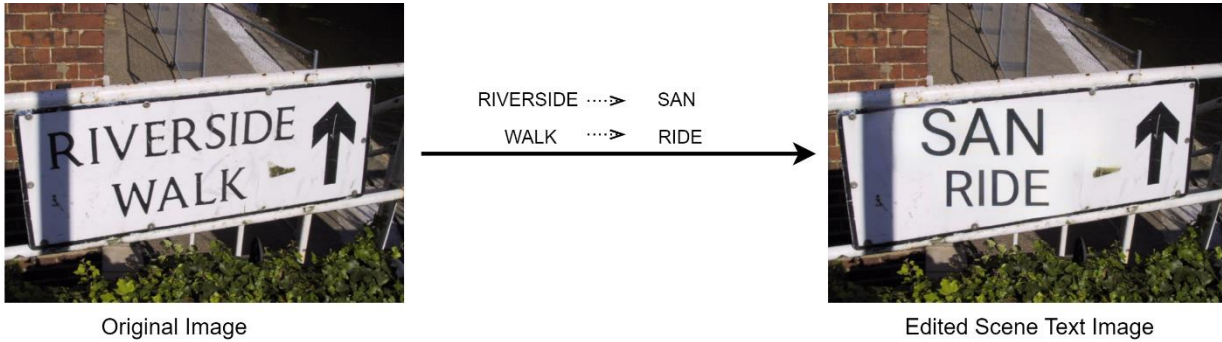 RIVERSIDE
WALK
RIVERSIDE SAN
WALK RIDE
SAN
RIDE
Original Image
Edited Scene Text Image